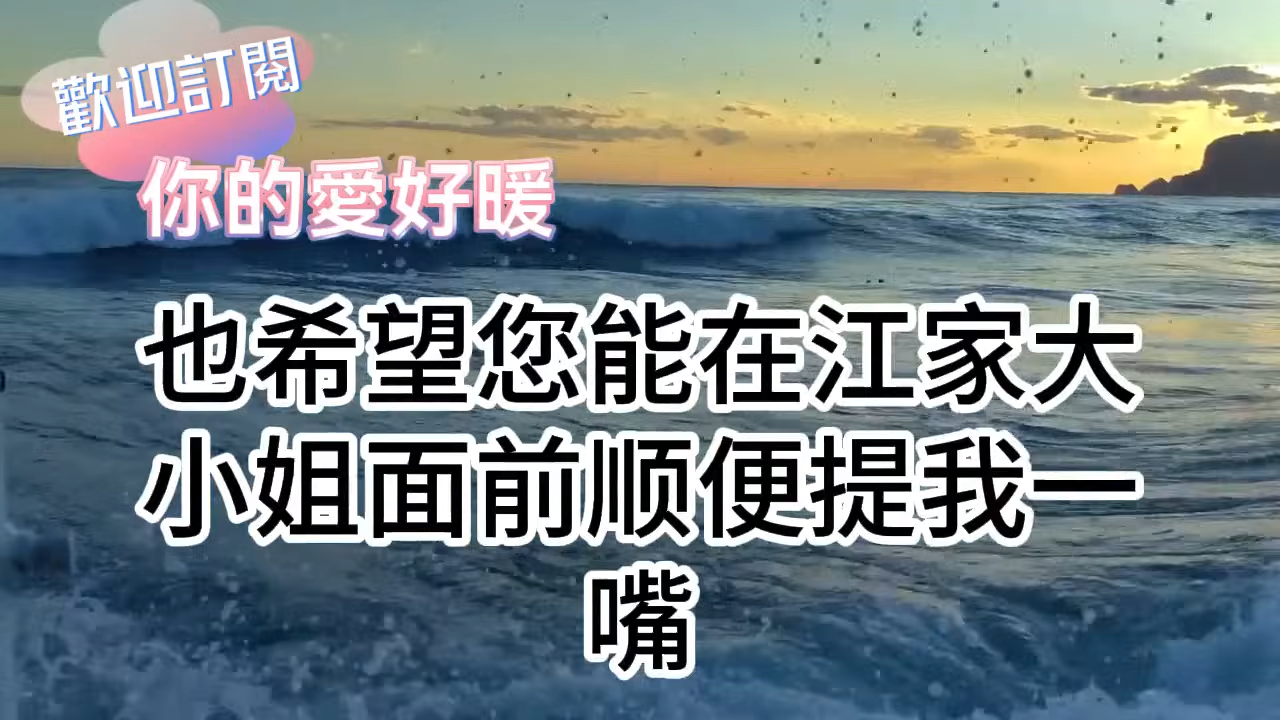 歡迎訂閱
你的愛好暖
也希望您能在江家大
小姐面前顺便提我一
嘴